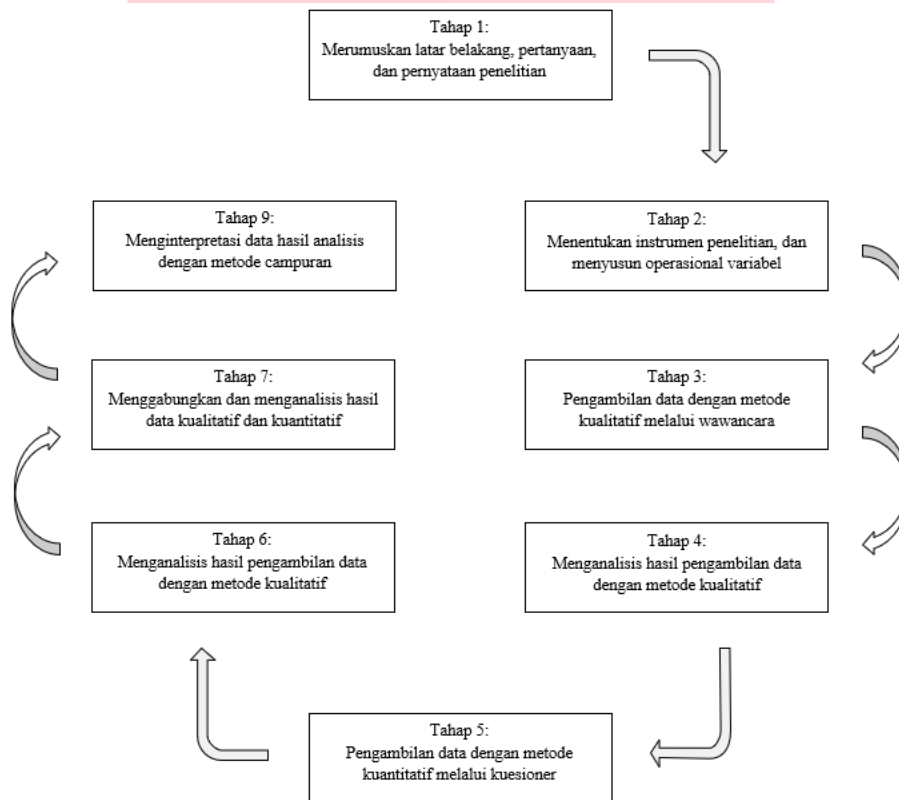 Tahap 1:
Merumuskan latar belakang, pertanyaan,
dan pernyataan penelitian
Tahap 2:
Menentukan instrumen penelitian, dan
menyusun operasional variabel
Tahap 3:
Pengambilan data dengan metode
kualitatif melalui wawancara
Tahap 4:
Menganalisis hasil pengambilan data
dengan metode kualitatif
Tahap 5:
Pengambilan data dengan metode
kuantitatif melalui kuesioner
Tahap 6:
Menganalisis hasil pengambilan data
dengan metode kualitatif
Tahap 7:
Menggabungkan dan menganalisis hasil
data kualitatif dan kuantitatif
Tahap 9:
Menginterpretasi data hasil analisis
dengan metode campuran